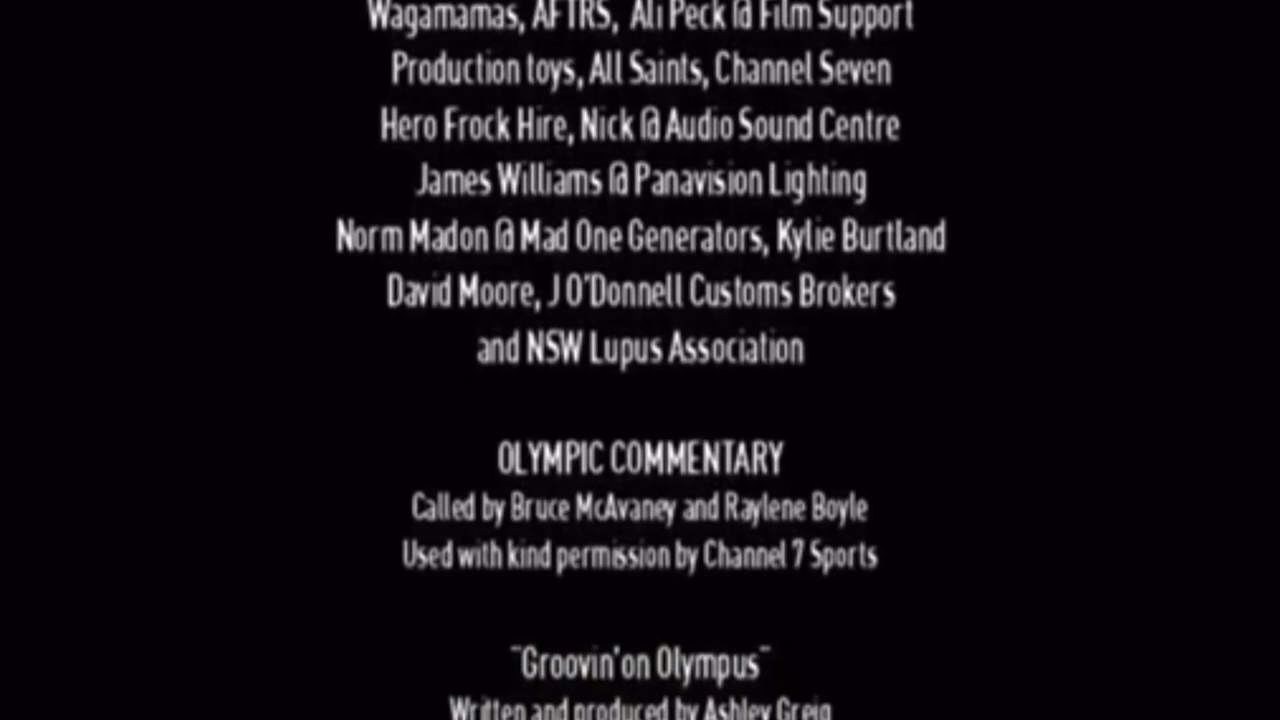 Wagamamas, AFTRS, Ali Peck @ Film Support
Production toys, All Saints, Channel Seven
Hero Frock Hire, Nick @ Audio Sound Centre
James Williams @ Panavision Lighting
Norm Madon @ Mad One Generators, Kylie Burtland
David Moore, J O'Donnell Customs Brokers
and NSW Lupus Association
OLYMPIC COMMENTARY
Called by Bruce McAvaney and Raylene Boyle
Used with kind permission by Channel 7 Sports
"Groovin' on Olympus"
Written and produced by Ashley Greig